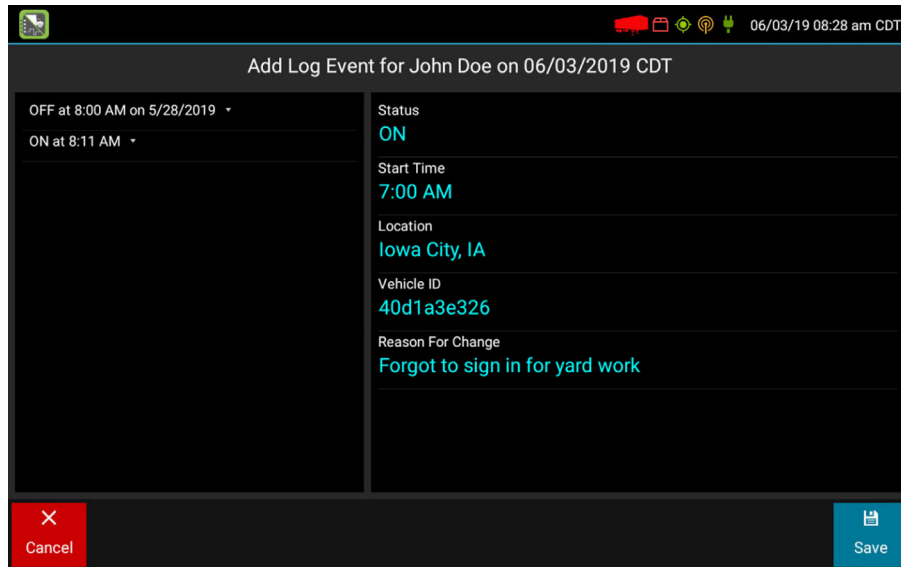 06/03/19 08:28 am CDT
Add Log Event for John Doe on 06/03/2019 CDT
OFF at 8:00 AM on 5/28/2019
ON at 8:11 AM
Status
ON
Start Time
7:00 AM
Location
Iowa City, IA
Vehicle ID
40d1a3e326
Reason For Change
Forgot to sign in for yard work
Cancel
Save